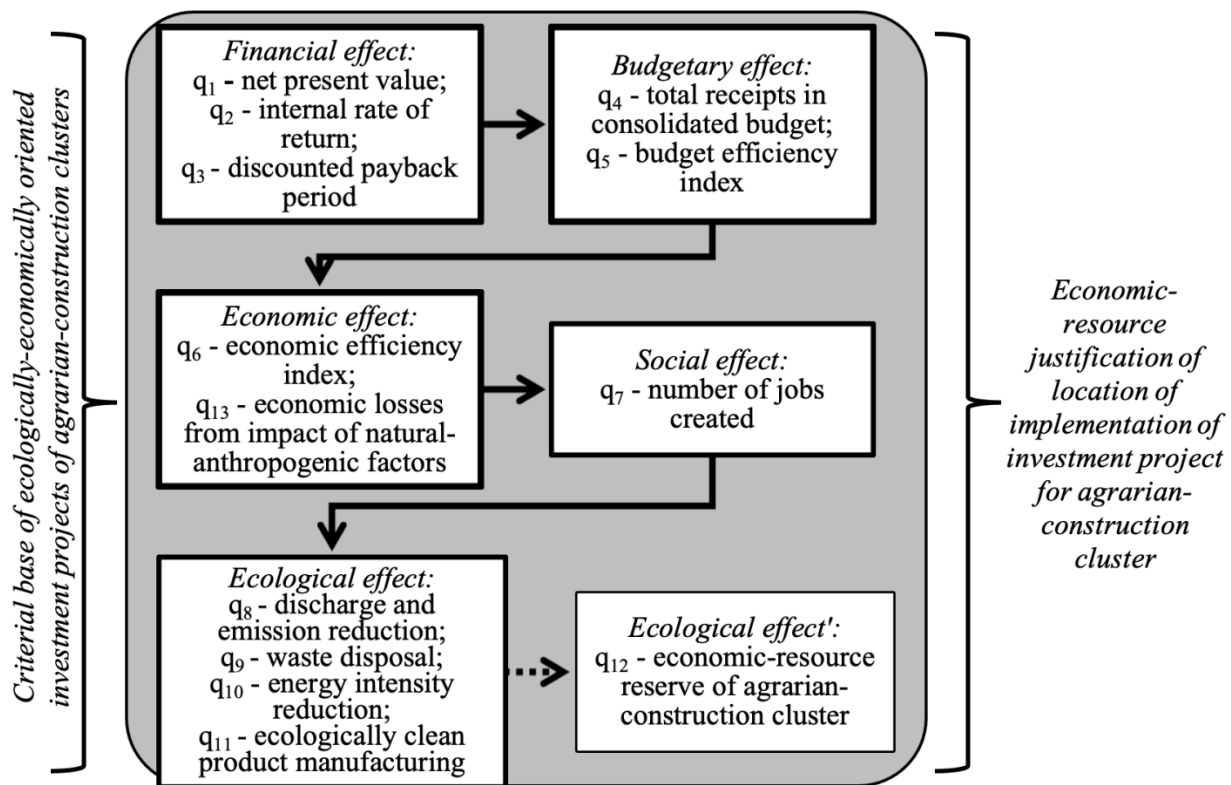 Criterial base of ecologically-economically oriented
investment projects of agrarian-construction clusters
Financial effect:
q₁ - net present value;
q₂ - internal rate of
return;
q₃ - discounted payback
period
Budgetary effect:
q₄ - total receipts in
consolidated budget;
q₅ - budget efficiency
index
Economic effect:
q₆ - economic efficiency
index;
q₁₃ - economic losses
from impact of natural-
anthropogenic factors
Social effect:
q₇ - number of jobs
created
Ecological effect:
q₈ - discharge and
emission reduction;
q₉ - waste disposal;
q₁₀ - energy intensity
reduction;
q₁₁ - ecologically clean
product manufacturing
Ecological effect':
q₁₂ - economic-resource
reserve of agrarian-
construction cluster
Economic-
resource
justification of
location of
implementation of
investment project
for agrarian-
construction
cluster